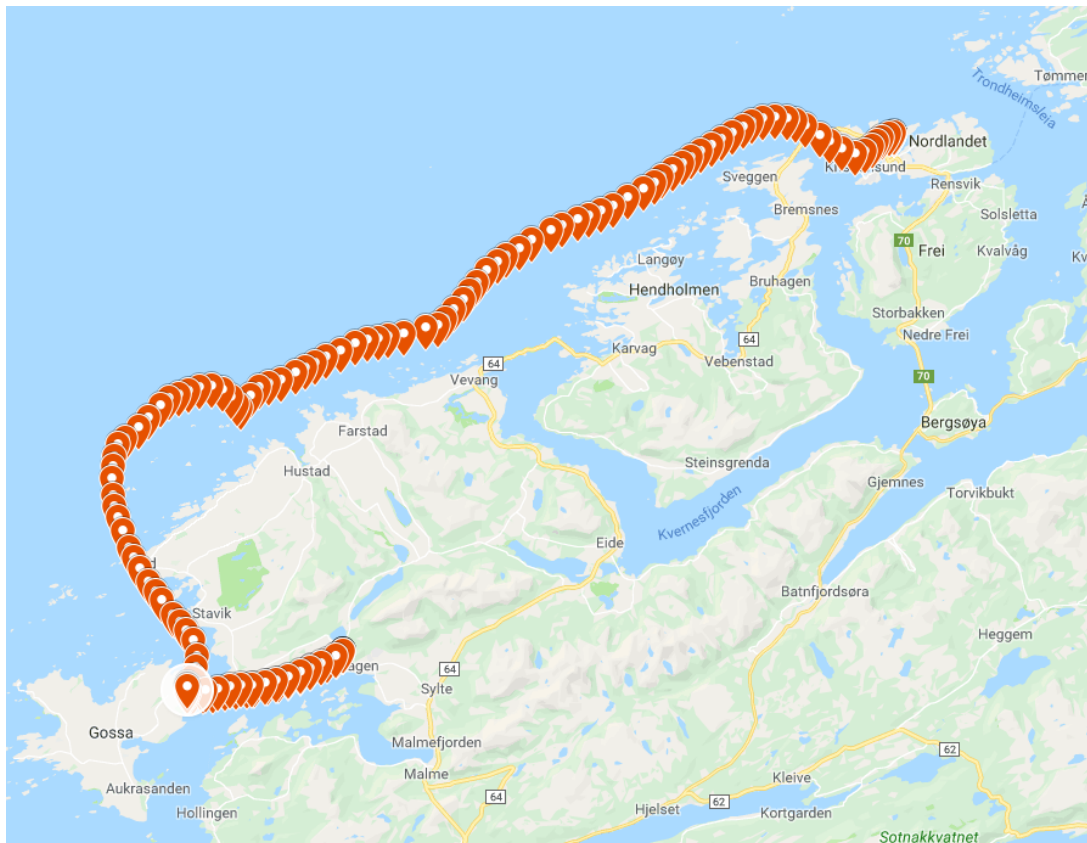 Tømmer
Trondheimsleia
Nordlandet
Sveggen
Rensvik
Bremsnes
Solsletta
70
Frei
Kvalvåg
Langøy
Bruhagen
Hendholmen
Storbakken
Nedre Frei
64
Karvag
Vebenstad
64
Vevang
70
Farstad
Bergsøya
Hustad
Steinsgrenda
Gjemnes
Torvikbukt
Kvernesfjorden
Eide
Batnfjordsøra
Stavik
Heggem
64
Sylte
Gossa
Malmefjorden
62
Malme
Kleive
Aukrasanden
64
62
Hollingen
Hjelset
Kortgarden
Sotnakkvatnet